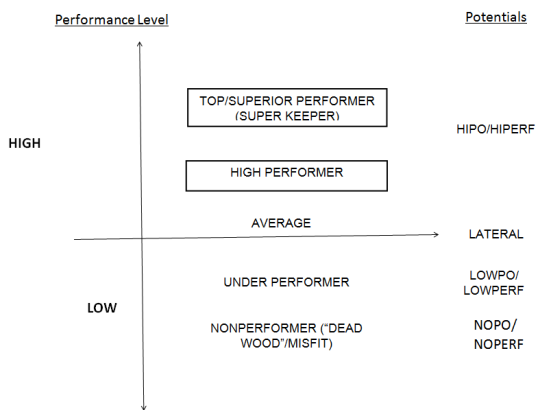 Performance Level
Potentials
TOP/SUPERIOR PERFORMER
(SUPER KEEPER)
HIPO/HIPERF
HIGH
HIGH PERFORMER
AVERAGE
LATERAL
UNDER PERFORMER
LOWPO/
LOWPERF
LOW
NONPERFORMER ("DEAD
WOOD"/MISFIT)
NOPO/
NOPERF